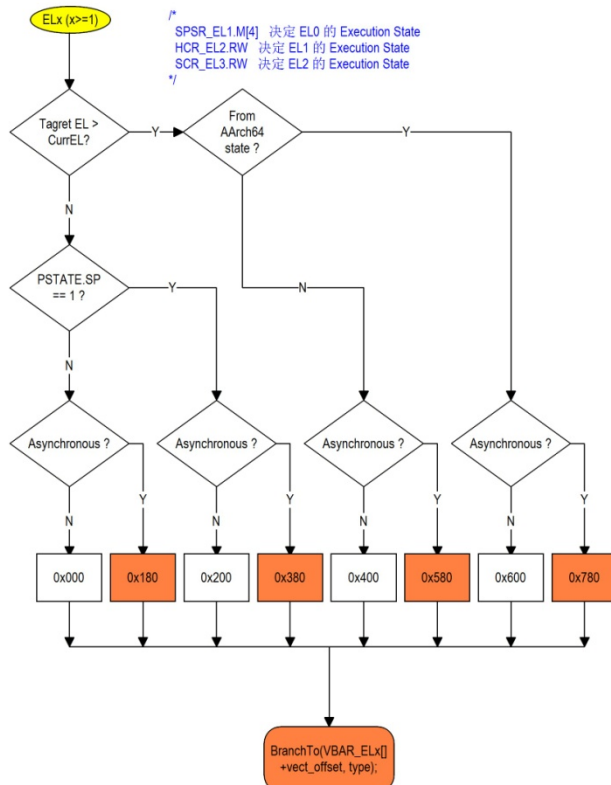 ELx (x>=1)
/*
SPSR_EL1.M[4] 决定 EL0 的 Execution State
HCR_EL2.RW 决定 EL1 的 Execution State
SCR_EL3.RW 决定 EL2 的 Execution State
*/
Tagret EL >
CurrEL?
Y
From
AArch64
state ?
Y
N
PSTATE.SP
== 1 ?
Y
N
N
Asynchronous ?
Asynchronous ?
Asynchronous ?
Asynchronous ?
N
Y
N
Y
N
Y
N
Y
0x000
0x180
0x200
0x380
0x400
0x580
0x600
0x780
BranchTo(VBAR_ELx[]
+vect_offset, type);